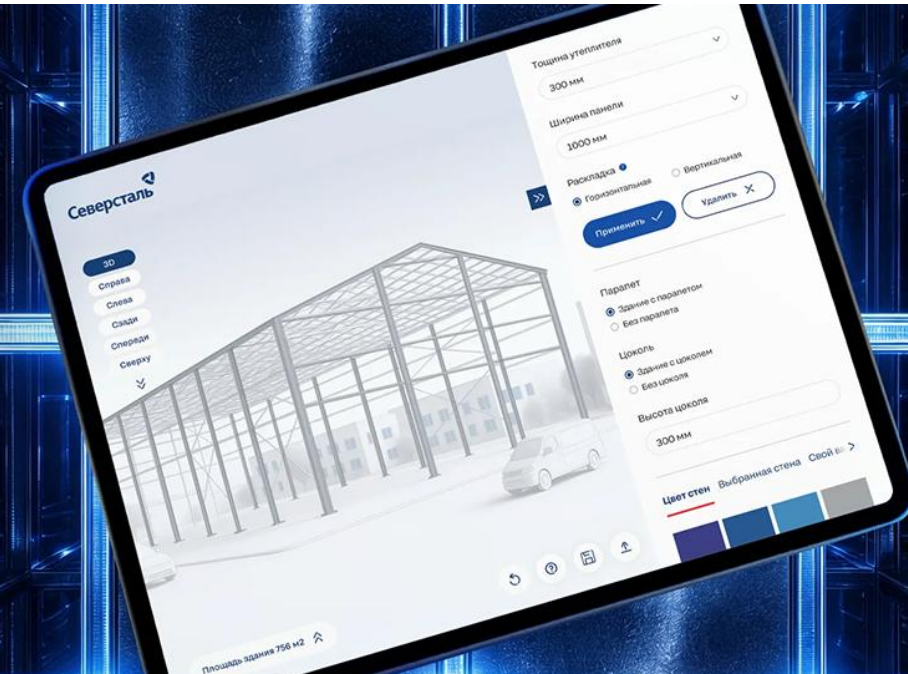 Северсталь
3D
Справа
Слева
Сзади
Спереди
Сверху
Площадь здания 756 м2
Тощина утеплителя
300 мм
Ширина панели
1000 мм
Раскладка
Горизонтальная
Вертикальная
Применить
Удалить
Парапет
Здание с парапетом
Без парапета
Цоколь
Здание с цоколем
Без цоколя
Высота цоколя
300 мм
Цвет стен Выбранная стена Свой